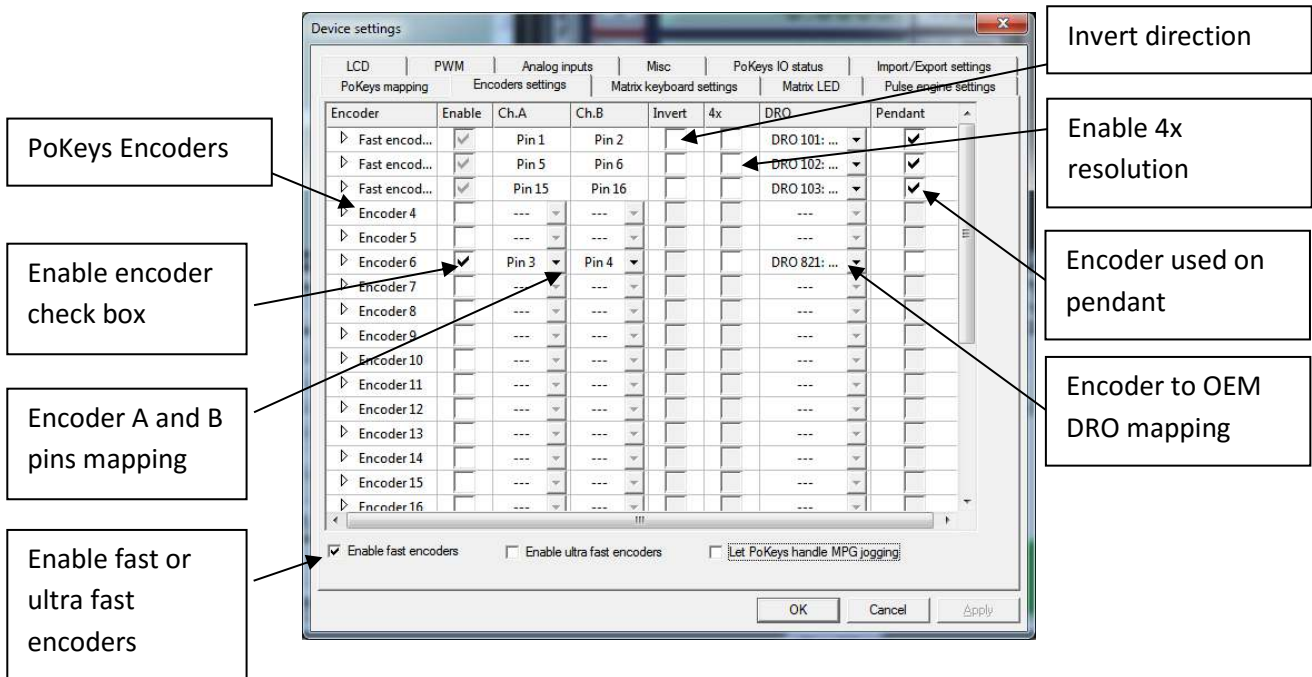 Device settings
LCD PWM Analog inputs Misc PoKeys IO status Import/Export settings
PoKeys mapping Encoders settings Matrix keyboard settings Matrix LED Pulse engine settings
Encoder Enable Ch.A Ch.B Invert 4x DRO Pendant
Fast encod... Pin 1 Pin 2 DRO 101: ...
Fast encod... Pin 5 Pin 6 DRO 102: ...
Fast encod... Pin 15 Pin 16 DRO 103: ...
Encoder 4 --- --- ---
Encoder 5 --- --- ---
Encoder 6 Pin 3 Pin 4 DRO 821: ...
Encoder 7 --- --- ---
Encoder 8 --- --- ---
Encoder 9 --- --- ---
Encoder 10 --- --- ---
Encoder 11 --- --- ---
Encoder 12 --- --- ---
Encoder 13 --- --- ---
Encoder 14 --- --- ---
Encoder 15 --- --- ---
Encoder 16 --- --- ---
Enable fast encoders Enable ultra fast encoders Let PoKeys handle MPG jogging
OK Cancel Apply
PoKeys Encoders
Enable encoder
check box
Encoder A and B
pins mapping
Enable fast or
ultra fast
encoders
Invert direction
Enable 4x
resolution
Encoder used on
pendant
Encoder to OEM
DRO mapping